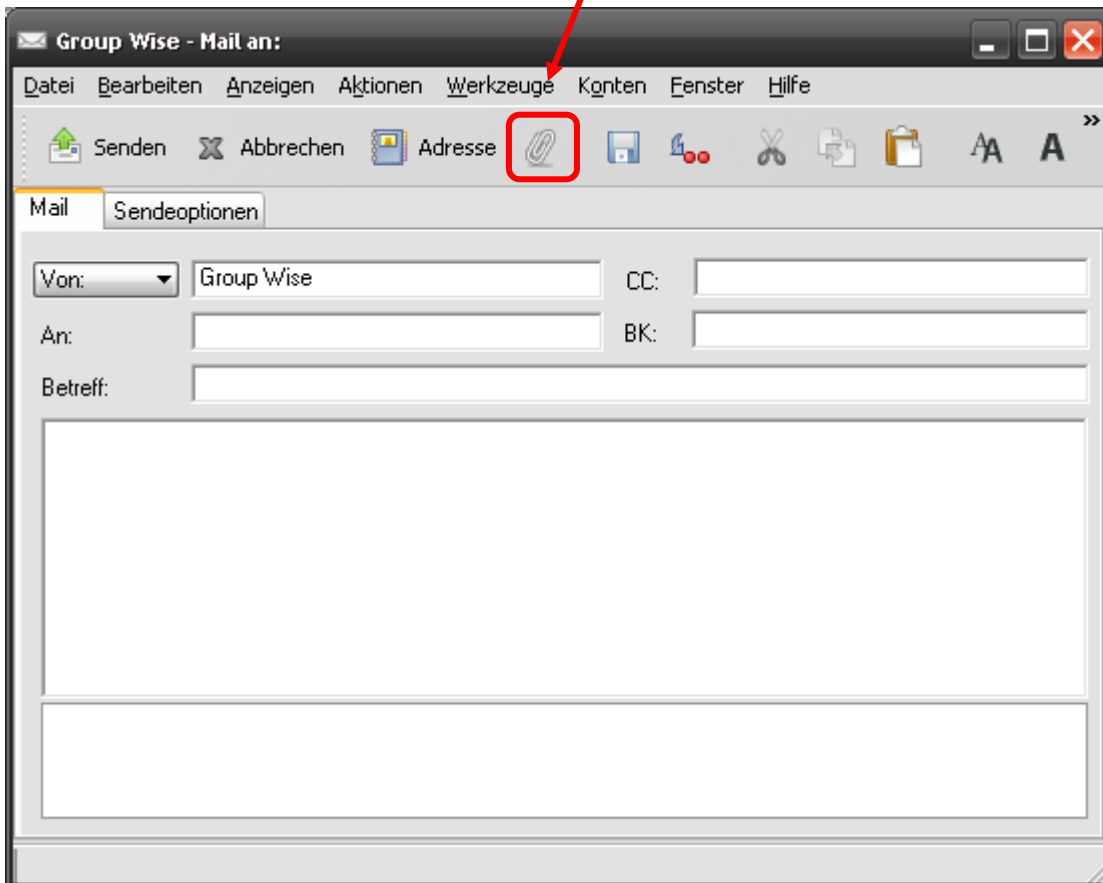 Group Wise - Mail an:
Datei Bearbeiten Anzeigen Aktionen Werkzeuge Konten Fenster Hilfe
Senden Abbrechen Adresse
Mail Sendeoptionen
Von: Group Wise CC:
An: BK:
Betreff: